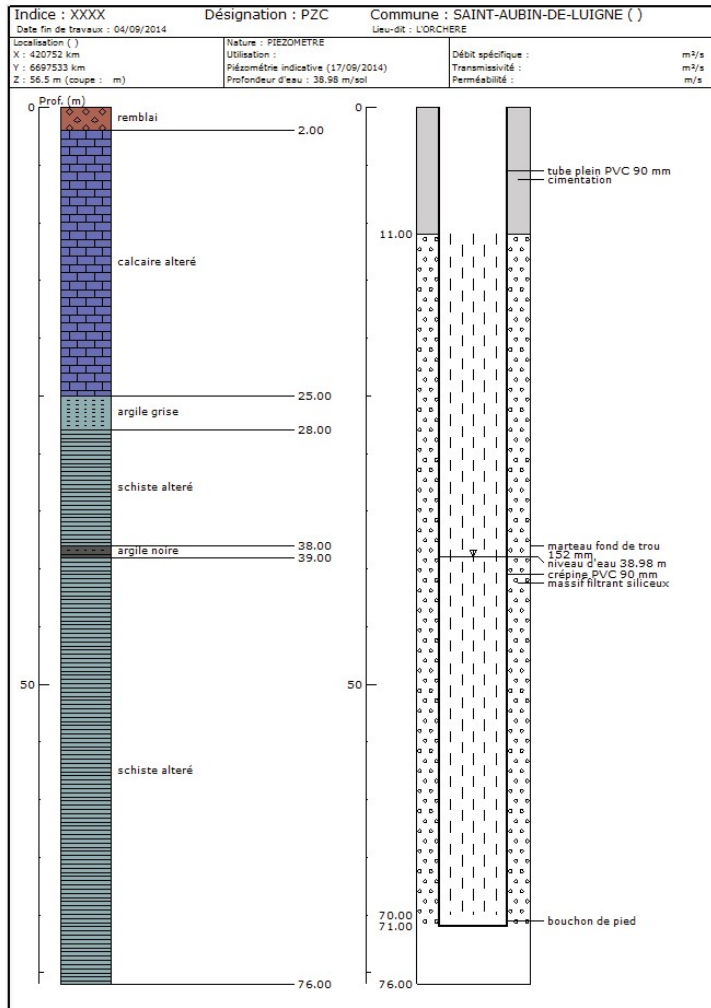 Indice : XXXX Désignation : PZC Commune : SAINT-AUBIN-DE-LUIGNE ( )
Date fin de travaux : 04/09/2014 Lieu-dit : L'ORCHERE
Localisation ( )
X : 420752 km
Y : 6697533 km
Z : 56.5 m (coupe : m)
Nature : PIEZOMETRE
Utilisation :
Piézométrie indicative (17/09/2014)
Profondeur d'eau : 38.98 m/sol
Débit spécifique : m³/s
Transmissivité : m²/s
Perméabilité : m/s
Prof. (m)
0
remblai
2.00
calcaire altéré
25.00
argile grise
28.00
schiste altéré
38.00
argile noire
39.00
50
schiste altéré
76.00
0
tube plein PVC 90 mm
cimentation
11.00
marteau fond de trou
152 mm
niveau d'eau 38.98 m
crépine PVC 90 mm
massif filtrant siliceux
50
70.00
bouchon de pied
71.00
76.00